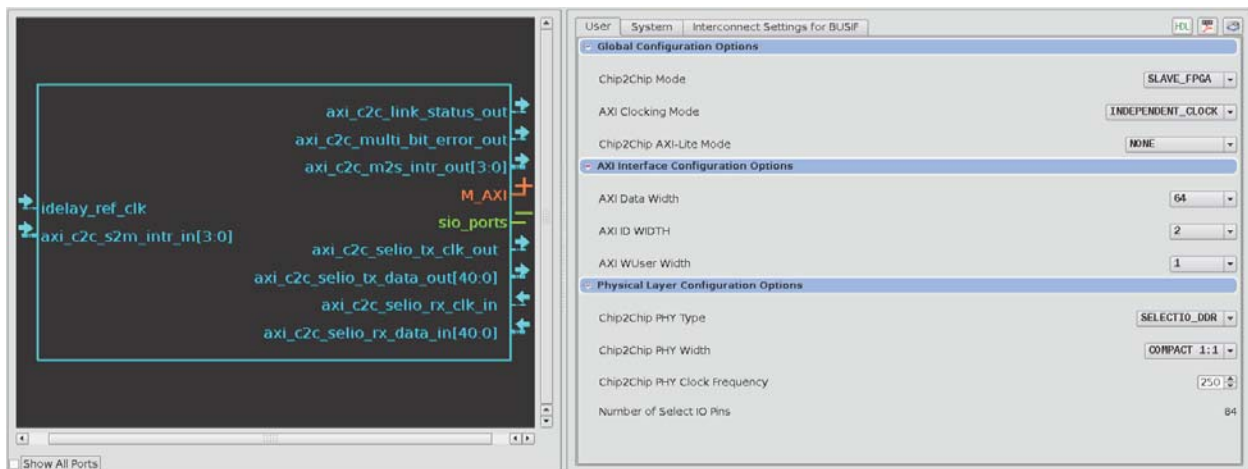 axi_c2c_link_status_out
axi_c2c_multi_bit_error_out
axi_c2c_m2s_intr_out[3:0]
M_AXI
idelay_ref_clk
sio_ports
axi_c2c_s2m_intr_in[3:0]
axi_c2c_selio_tx_clk_out
axi_c2c_selio_tx_data_out[40:0]
axi_c2c_selio_rx_clk_in
axi_c2c_selio_rx_data_in[40:0]
Show All Ports
User System Interconnect Settings for BUSIF HDL
Global Configuration Options
Chip2Chip Mode SLAVE_FPGA
AXI Clocking Mode INDEPENDENT_CLOCK
Chip2Chip AXI-Lite Mode NONE
AXI Interface Configuration Options
AXI Data Width 64
AXI ID WIDTH 2
AXI WUser Width 1
Physical Layer Configuration Options
Chip2Chip PHY Type SELECTIO_DDR
Chip2Chip PHY Width COMPACT 1:1
Chip2Chip PHY Clock Frequency 250
Number of Select IO Pins 84